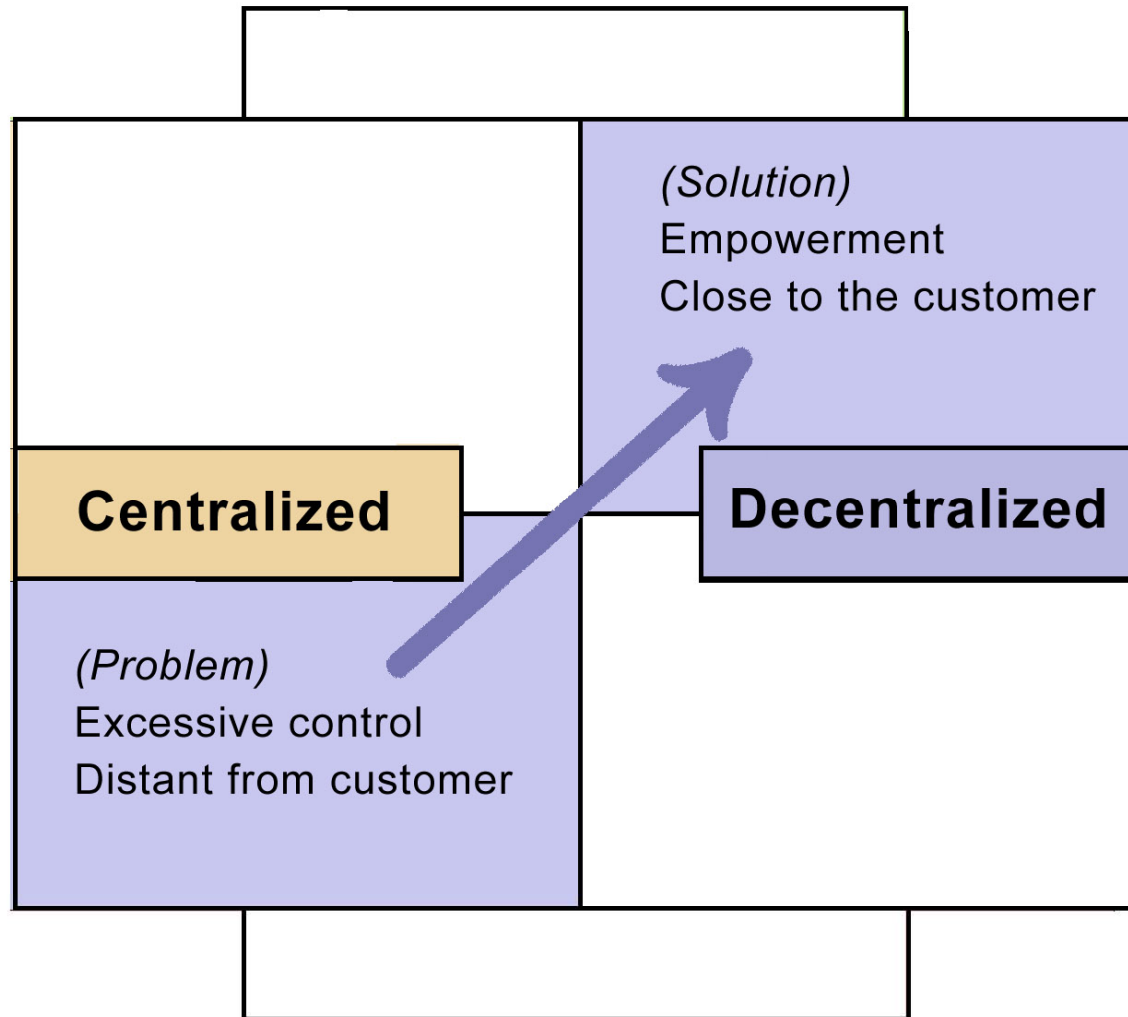 (Solution)
Empowerment
Close to the customer
Centralized
Decentralized
(Problem)
Excessive control
Distant from customer